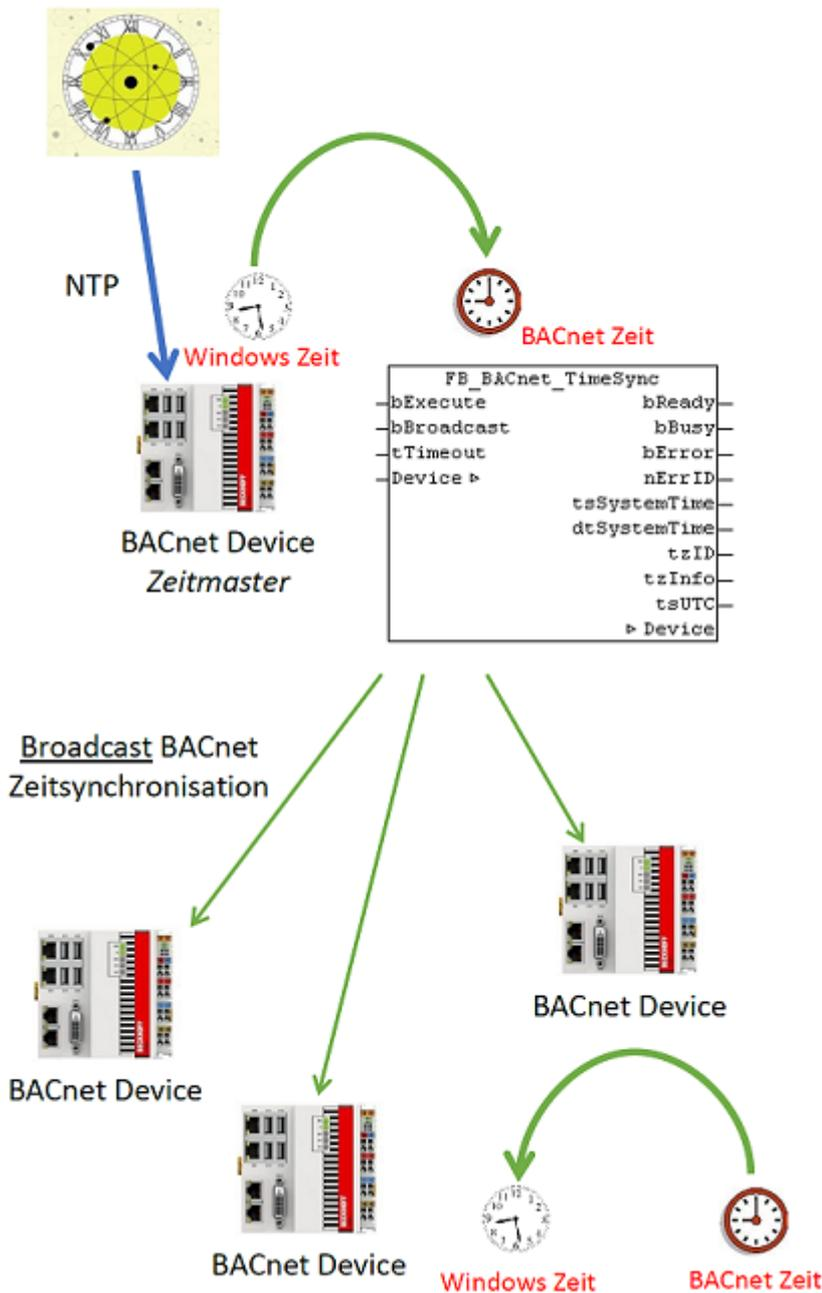 NTP
Windows Zeit
BACnet Zeit
BACnet Device
Zeitmaster
FB_BACnet_TimeSync
bExecute bReady
bBroadcast bBusy
tTimeout bError
Device nErrID
tsSystemTime
dtSystemTime
tzID
tzInfo
tsUTC
Device
Broadcast BACnet
Zeitsynchronisation
BACnet Device
BACnet Device
BACnet Device
Windows Zeit
BACnet Zeit